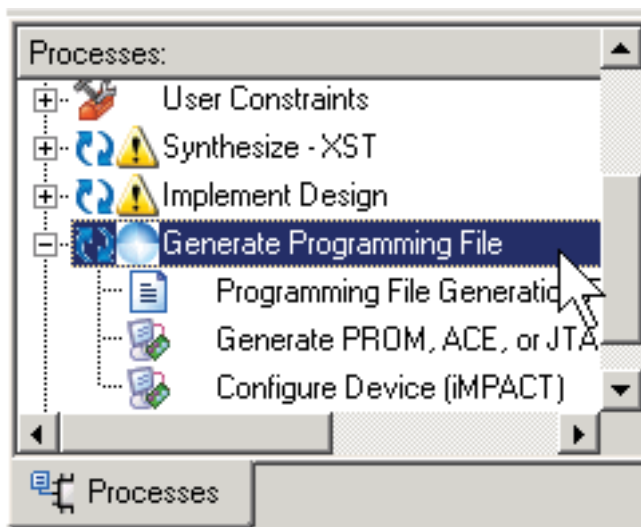 Processes:
User Constraints
Synthesize - XST
Implement Design
Generate Programming File
Programming File Generatio
Generate PROM, ACE, or JTA
Configure Device (iMPACT)
Processes